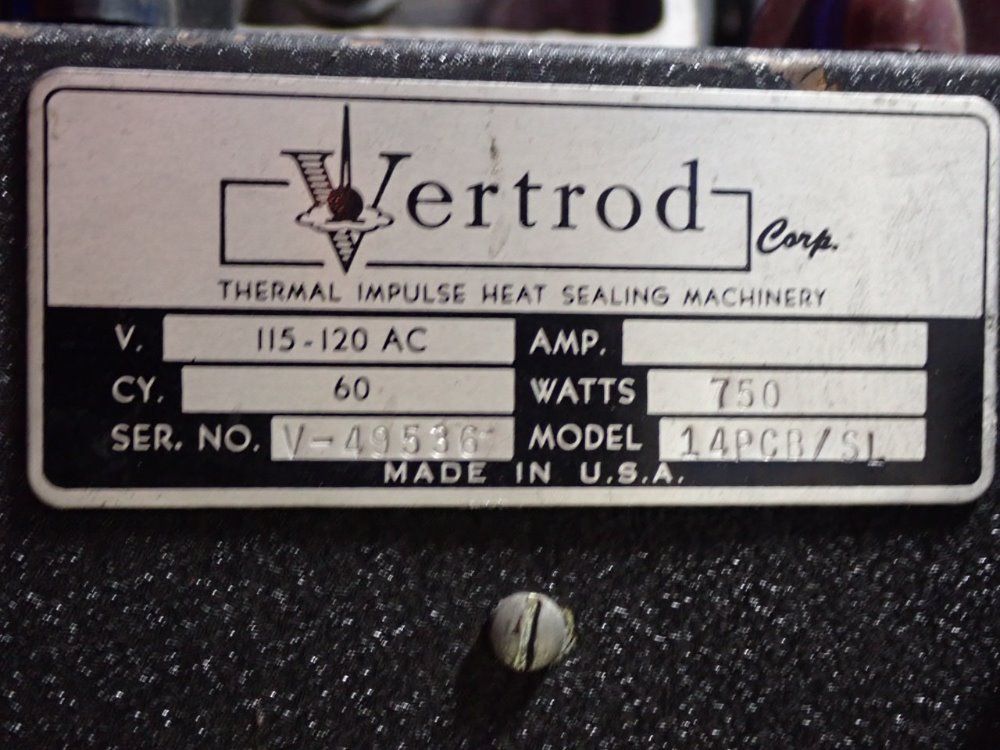 Vertrod Corp.
THERMAL IMPULSE HEAT SEALING MACHINERY
V. 115-120 AC AMP.
CY. 60 WATTS 750
SER. NO. V-49536 MODEL 14PCB/SL
MADE IN U.S.A.